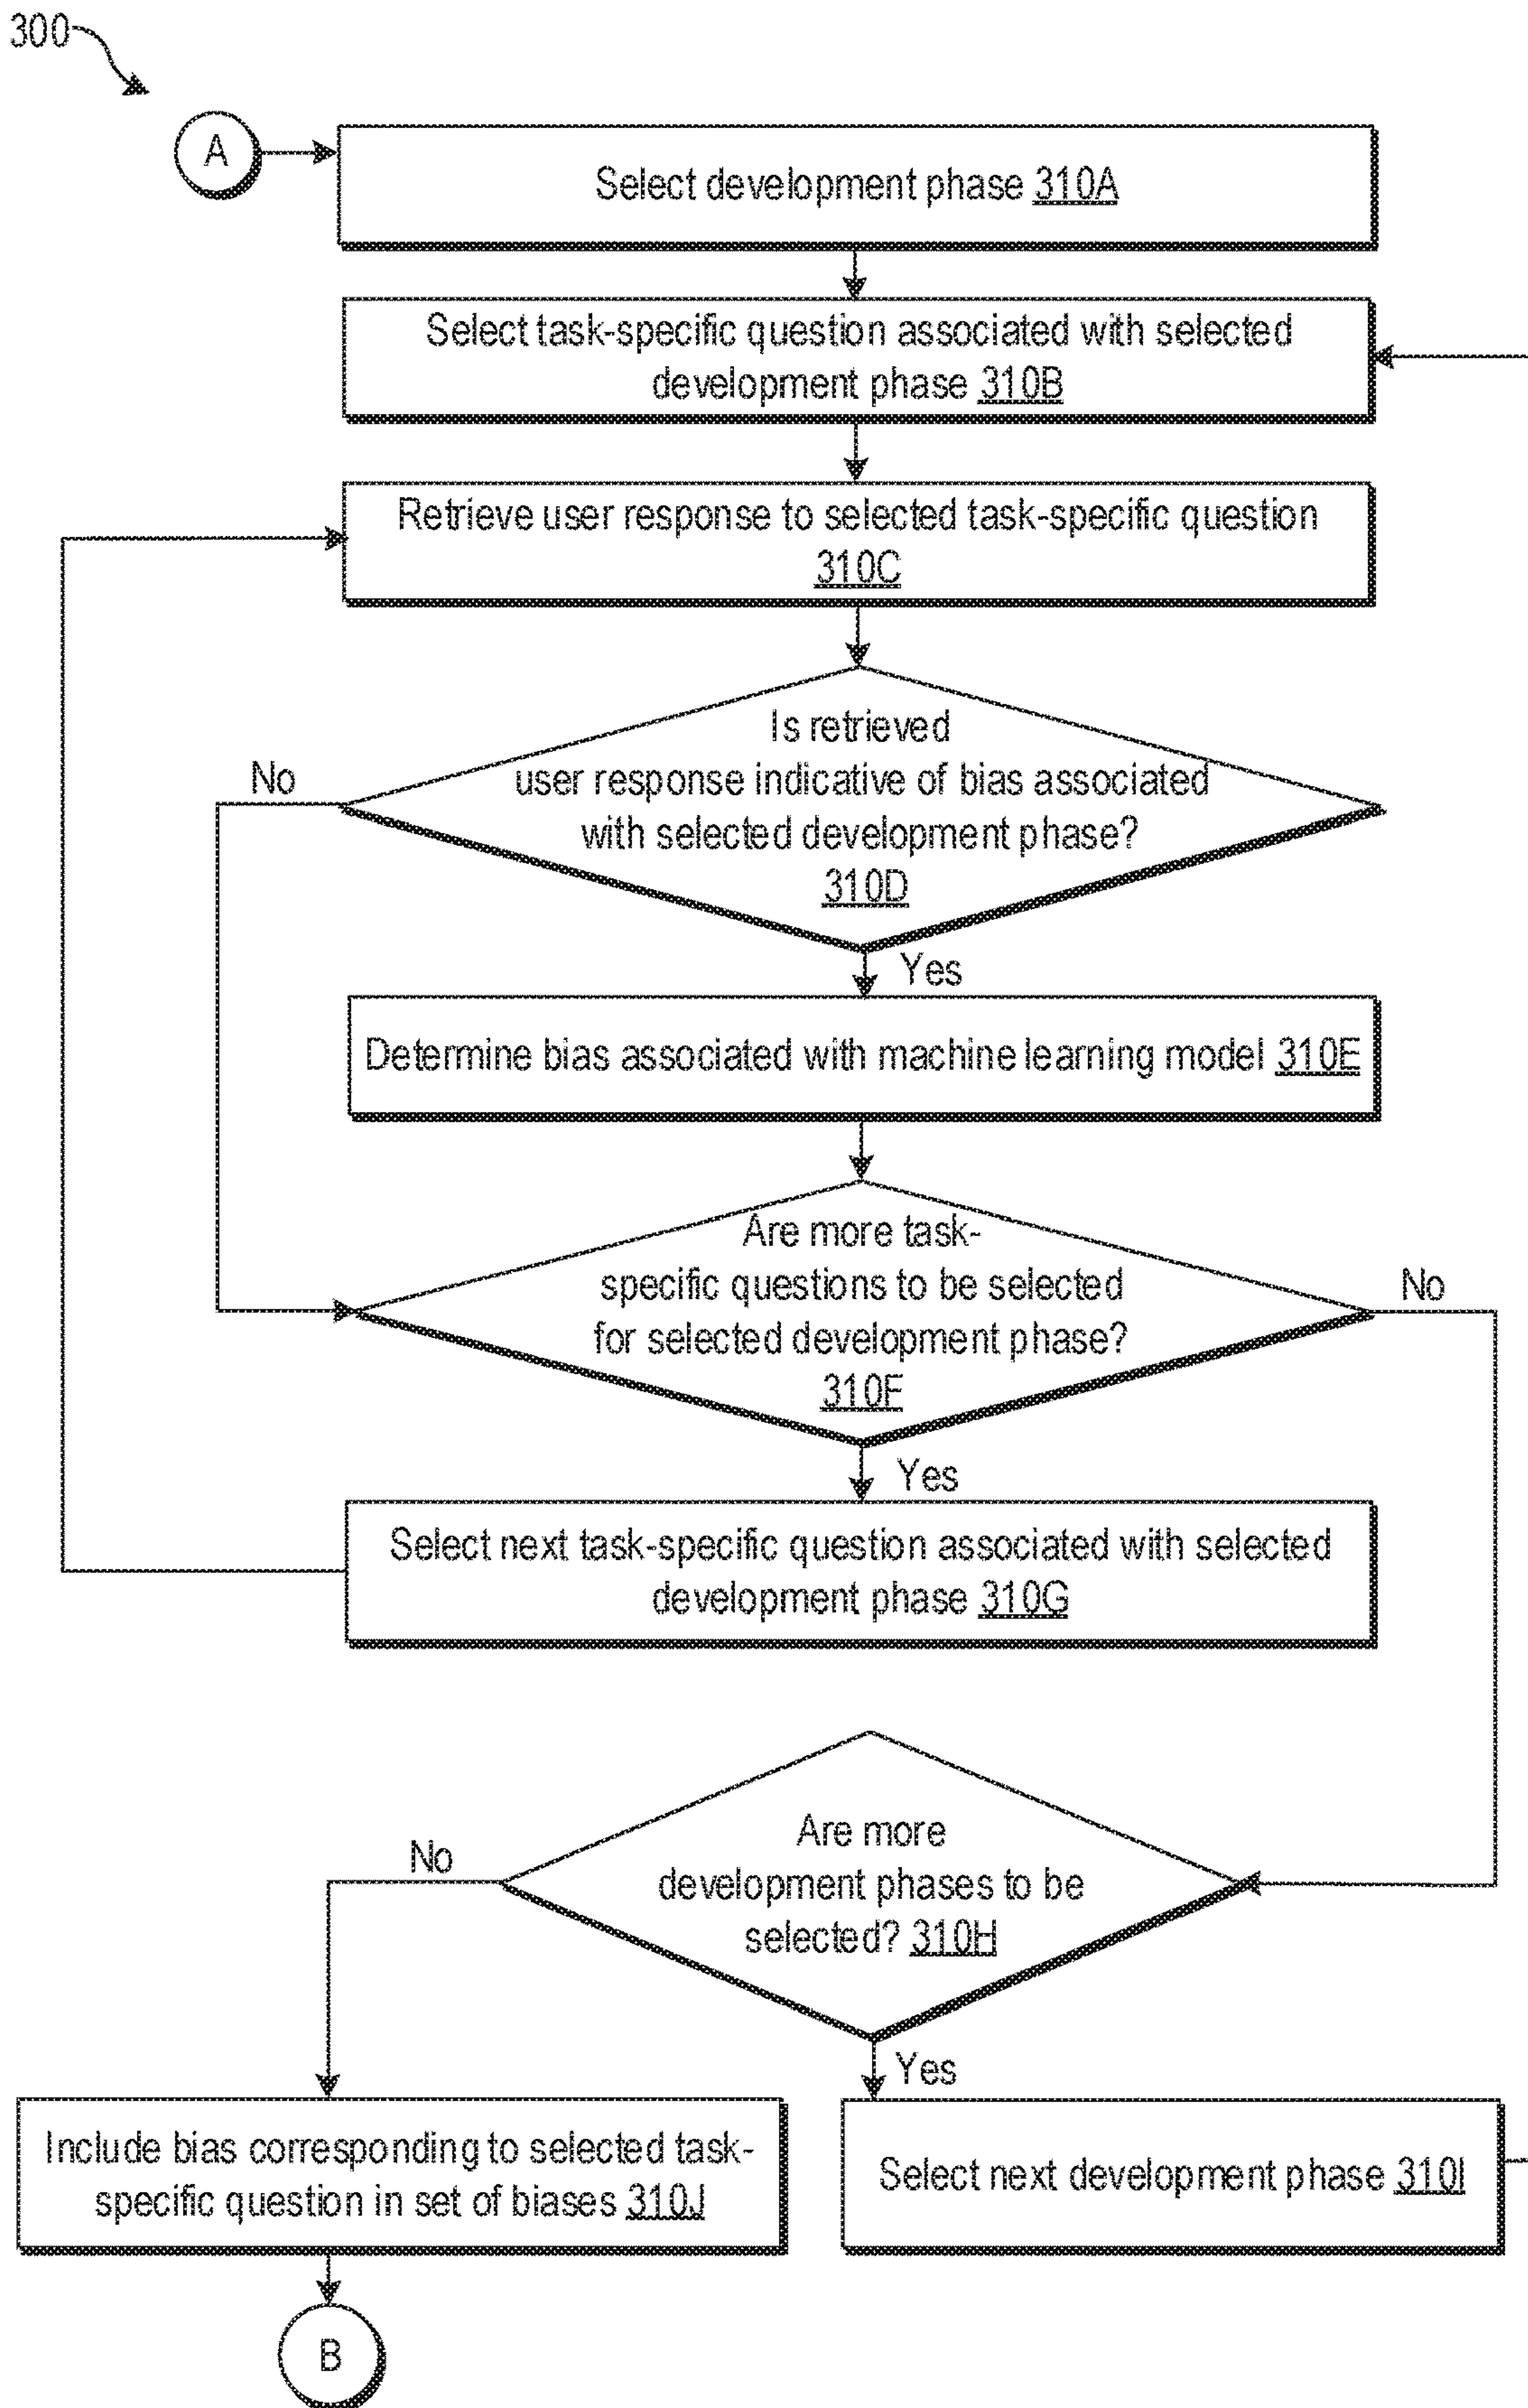 300
A
Select development phase 310A
Select task-specific question associated with selected
development phase 310B
Retrieve user response to selected task-specific question
310C
Is retrieved
user response indicative of bias associated
with selected development phase?
310D
No
Yes
Determine bias associated with machine learning model 310E
Are more task-
specific questions to be selected
for selected development phase?
310F
No
Yes
Select next task-specific question associated with selected
development phase 310G
Are more
development phases to be
selected? 310H
No
Yes
Include bias corresponding to selected task-
specific question in set of biases 310J
Select next development phase 310I
B